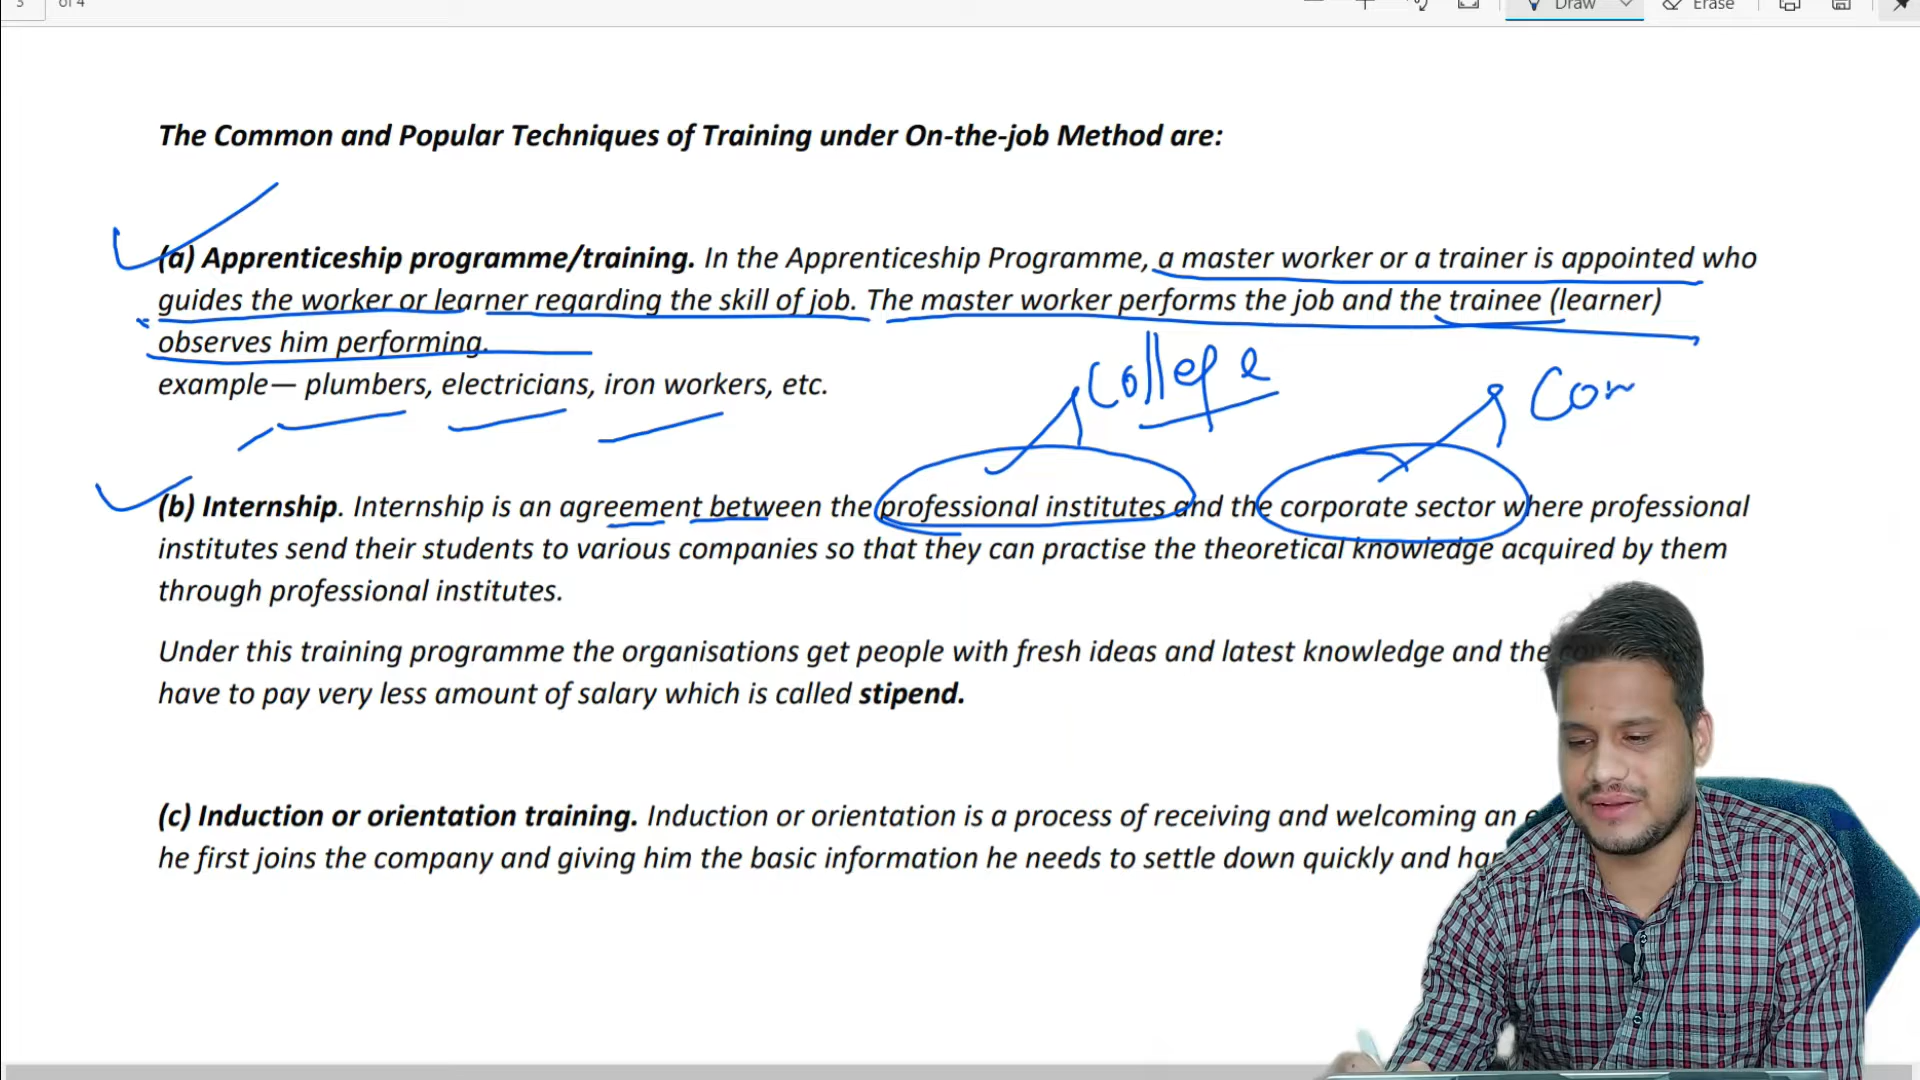 3 of 4
Draw
Erase
The Common and Popular Techniques of Training under On-the-job Method are:
(a) Apprenticeship programme/training. In the Apprenticeship Programme, a master worker or a trainer is appointed who
guides the worker or learner regarding the skill of job. The master worker performs the job and the trainee (learner)
observes him performing.
example— plumbers, electricians, iron workers, etc.
College
Com
(b) Internship. Internship is an agreement between the professional institutes and the corporate sector where professional
institutes send their students to various companies so that they can practise the theoretical knowledge acquired by them
through professional institutes.
Under this training programme the organisations get people with fresh ideas and latest knowledge and the
have to pay very less amount of salary which is called stipend.
(c) Induction or orientation training. Induction or orientation is a process of receiving and welcoming an
he first joins the company and giving him the basic information he needs to settle down quickly and